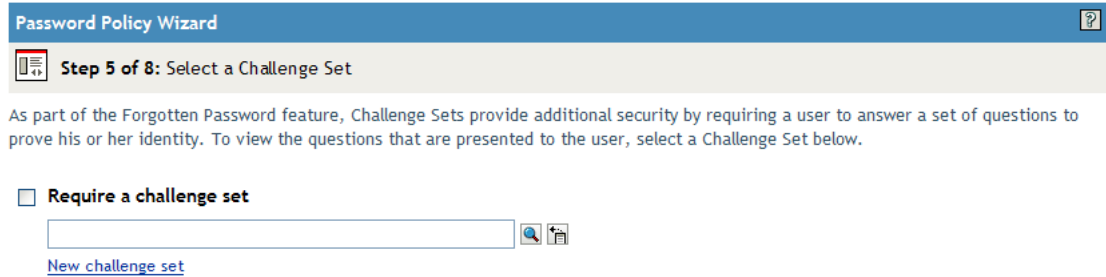 Password Policy Wizard
?
Step 5 of 8: Select a Challenge Set
As part of the Forgotten Password feature, Challenge Sets provide additional security by requiring a user to answer a set of questions to
prove his or her identity. To view the questions that are presented to the user, select a Challenge Set below.
Require a challenge set
New challenge set